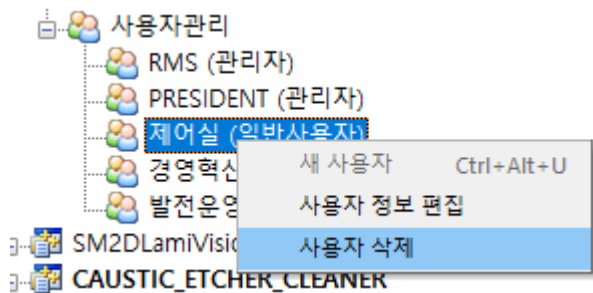 사용자관리
RMS (관리자)
PRESIDENT (관리자)
제어실 (일반사용자)
경영혁신
발전운영
SM2DLamiVisio
CAUSTIC_ETCHER_CLEANER
새 사용자 Ctrl+Alt+U
사용자 정보 편집
사용자 삭제